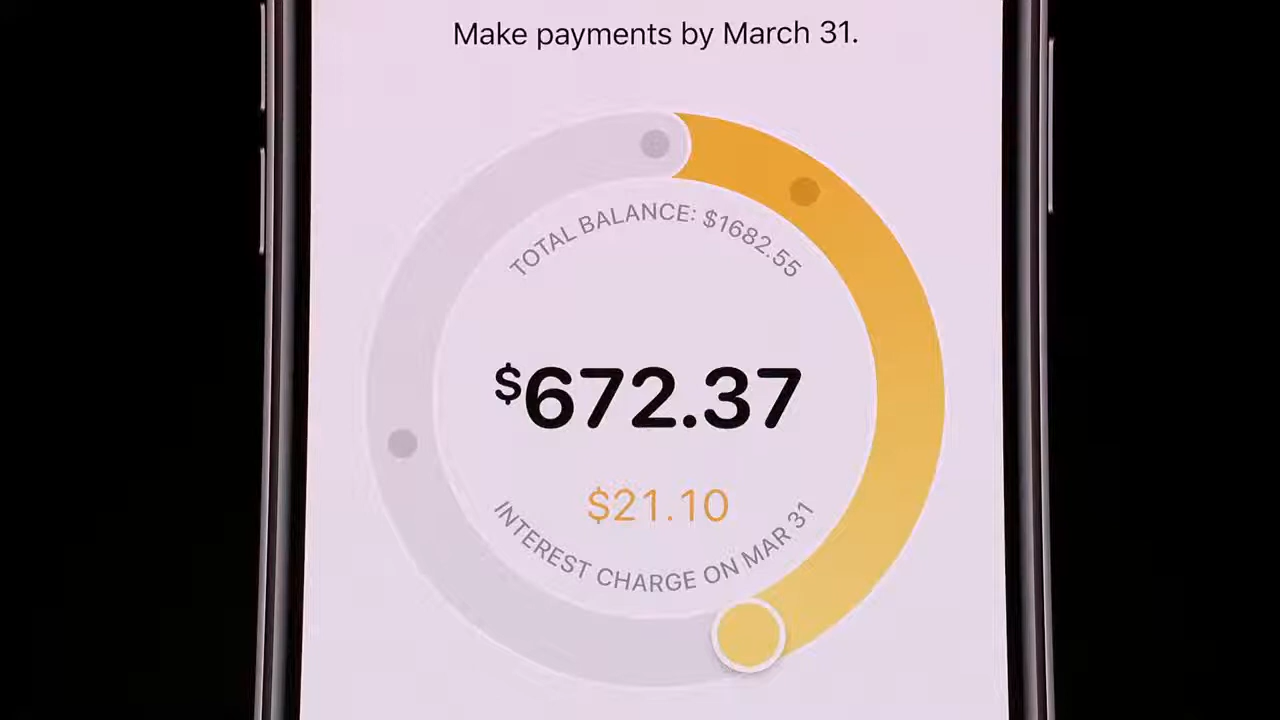 Make payments by March 31.
TOTAL BALANCE: $1682.55
$672.37
$21.10
INTEREST CHARGE ON MAR 31